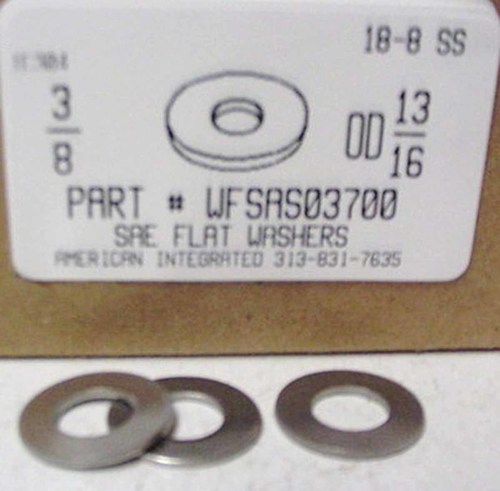 18-8 SS
3/8
OD 13/16
PART # WFSAS03700
SAE FLAT WASHERS
AMERICAN INTEGRATED 313-831-7635